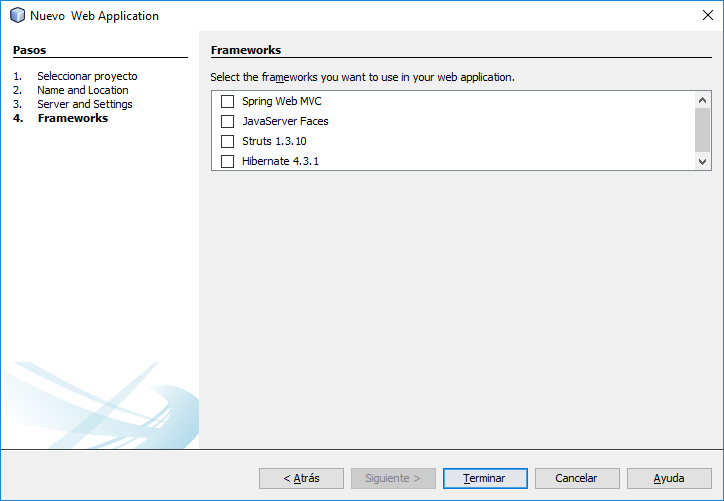 Nuevo Web Application
Pasos
1. Seleccionar proyecto
2. Name and Location
3. Server and Settings
4. Frameworks
Frameworks
Select the frameworks you want to use in your web application.
Spring Web MVC
JavaServer Faces
Struts 1.3.10
Hibernate 4.3.1
< Atrás
Siguiente >
Terminar
Cancelar
Ayuda